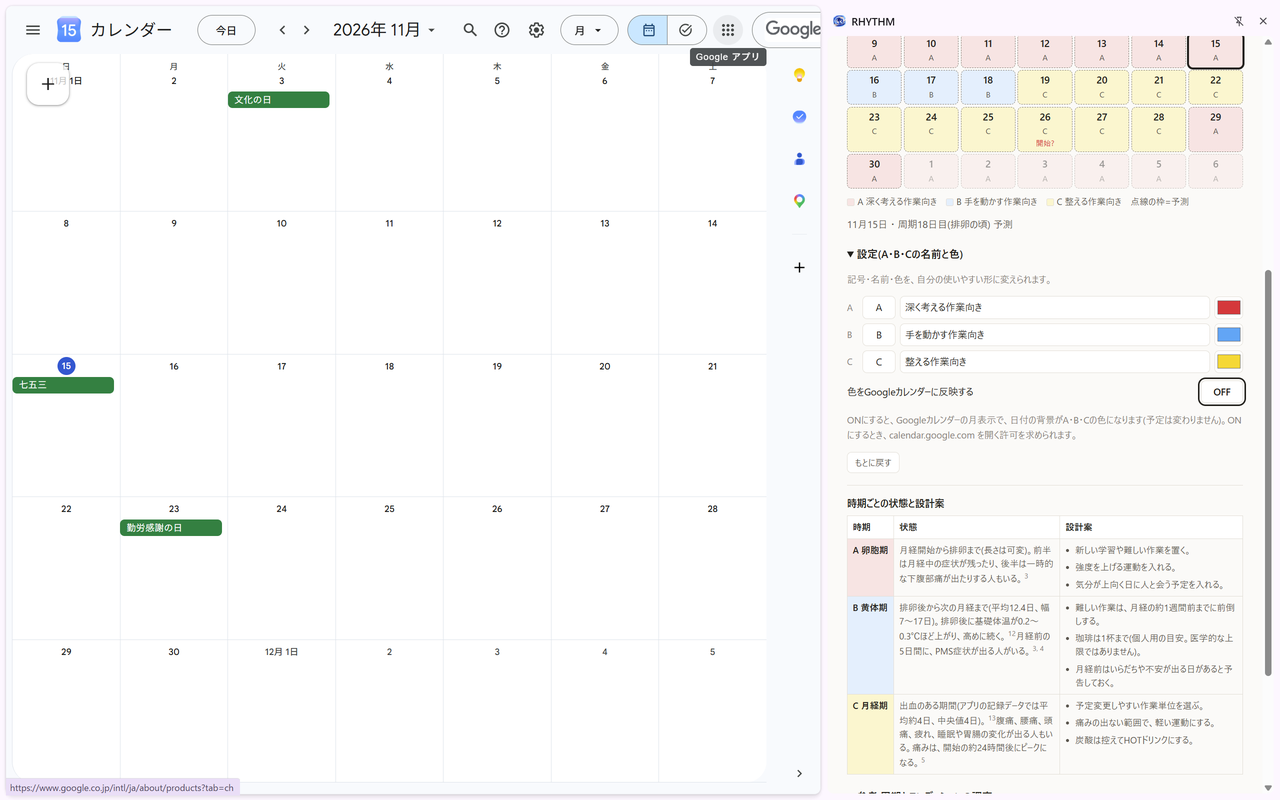 15 カレンダー 今日 2026年 11月 月 Google
Google アプリ
日 月 火 水 木 金 土
11月 1日 2 3 4 5 6 7
文化の日
8 9 10 11 12 13 14
15 16 17 18 19 20 21
七五三
22 23 24 25 26 27 28
勤労感謝の日
29 30 12月 1日 2 3 4 5
https://www.google.co.jp/intl/ja/about/products?tab=ch
RHYTHM
9 10 11 12 13 14 15
A A A A A A A
16 17 18 19 20 21 22
B B B C C C C
23 24 25 26 27 28 29
C C C C C C A
開始?
30 1 2 3 4 5 6
A A A A A A A
A 深く考える作業向き B 手を動かす作業向き C 整える作業向き 点線の枠=予測
11月15日・周期18日目(排卵の頃) 予測
▼ 設定(A・B・Cの名前と色)
記号・名前・色を、自分の使いやすい形に変えられます。
A A 深く考える作業向き
B B 手を動かす作業向き
C C 整える作業向き
色をGoogleカレンダーに反映する OFF
ONにすると、Googleカレンダーの月表示で、日付の背景がA・B・Cの色になります(予定は変わりません)。ON
にするとき、calendar.google.com を開く許可を求められます。
もとに戻す
時期ごとの状態と設計案
時期 状態 設計案
A 卵胞期
月経開始から排卵まで(長さは可変)。前半
は月経中の症状が残ったり、後半は一時的
な下腹部痛が出たりする人もいる。 3
• 新しい学習や難しい作業を置く。
• 強度を上げる運動を入れる。
• 気分が上向く日に人と会う予定を入れる。
B 黄体期
排卵後から次の月経まで(平均12.4日、幅
7〜17日)。排卵後に基礎体温が0.2〜
0.3℃ほど上がり、高めに続く。 12月経前の
5日間に、PMS症状が出る人がいる。 3, 4
• 難しい作業は、月経の約1週間前までに前倒
しする。
• 珈琲は1杯まで(個人用の目安。医学的な上
限ではありません)。
• 月経前はいらだちや不安が出る日があると予
告しておく。
C 月経期
出血のある期間(アプリの記録データでは平
均約4日、中央値4日)。 13腹痛、腰痛、頭
痛、疲れ、睡眠や胃腸の変化が出る人もい
る。痛みは、開始の約24時間後にピークに
なる。 5
• 予定変更しやすい作業単位を選ぶ。
• 痛みの出ない範囲で、軽い運動にする。
• 炭酸は控えてHOTドリンクにする。